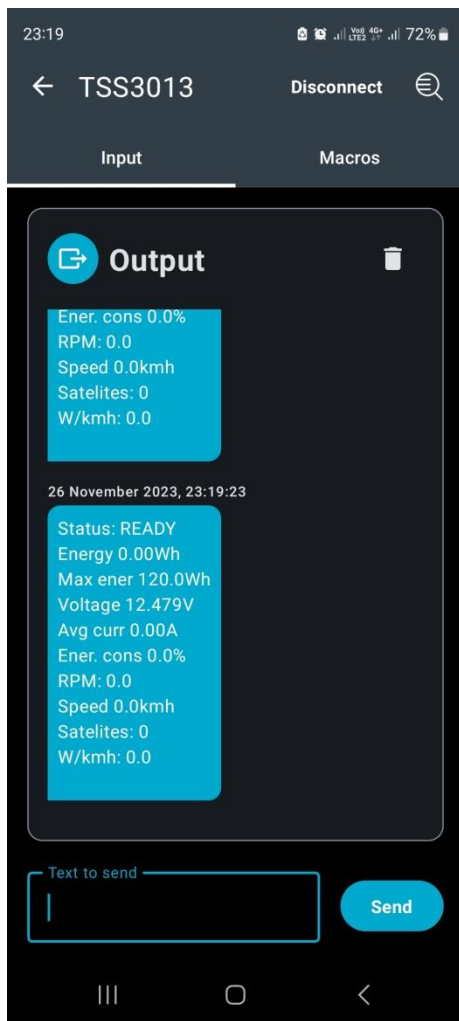 23:19
Vo)) 4G+ 72%
LTE2
TSS3013
Disconnect
Input
Macros
Output
Ener. cons 0.0%
RPM: 0.0
Speed 0.0kmh
Satelites: 0
W/kmh: 0.0
26 November 2023, 23:19:23
Status: READY
Energy 0.00Wh
Max ener 120.0Wh
Voltage 12.479V
Avg curr 0.00A
Ener. cons 0.0%
RPM: 0.0
Speed 0.0kmh
Satelites: 0
W/kmh: 0.0
Text to send
Send